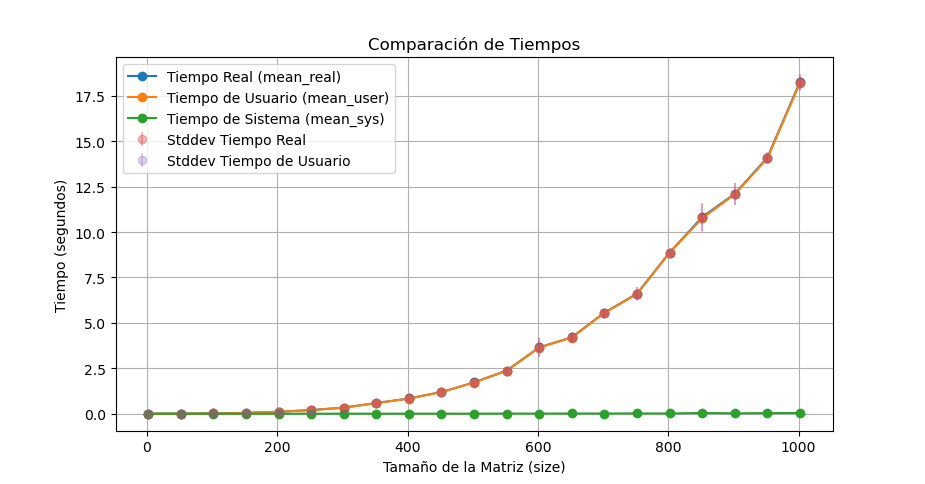 Comparación de Tiempos
Tiempo Real (mean_real)
Tiempo de Usuario (mean_user)
Tiempo de Sistema (mean_sys)
Stddev Tiempo Real
Stddev Tiempo de Usuario
Tiempo (segundos)
17.5
15.0
12.5
10.0
7.5
5.0
2.5
0.0
0 200 400 600 800 1000
Tamaño de la Matriz (size)